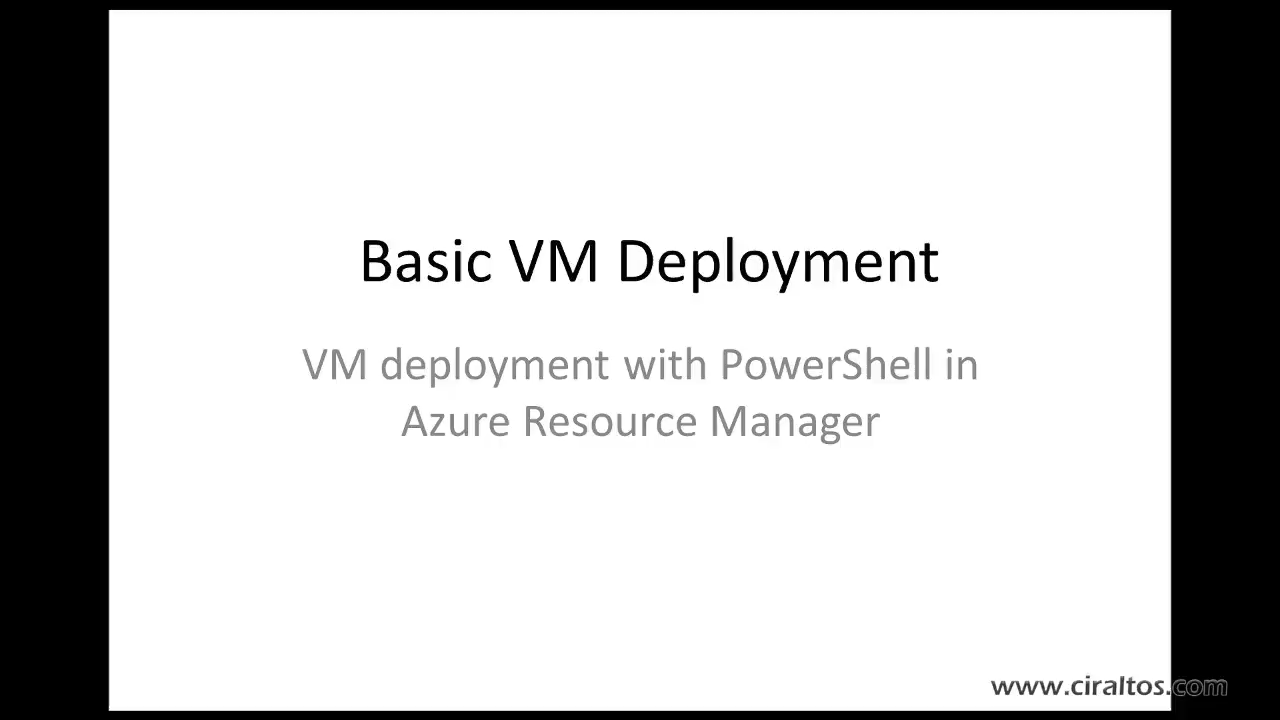 Basic VM Deployment
VM deployment with PowerShell in
Azure Resource Manager
www.ciraltos.com